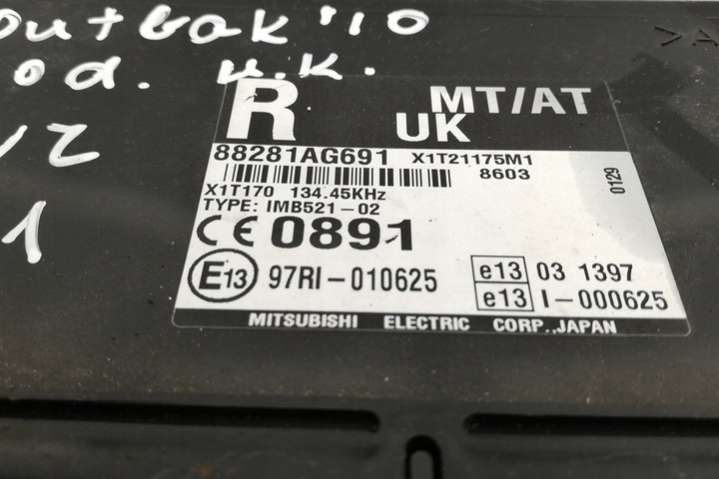 outbak '10
od. u.k.
1
R MT/AT
UK
88281AG691 X1T21175M1
8603
X1T170 134.45KHz
0129
TYPE: IMB521-02
CE 0891
E13 97RI-010625
e13 03 1397
e13 I-000625
MITSUBISHI ELECTRIC CORP.,JAPAN